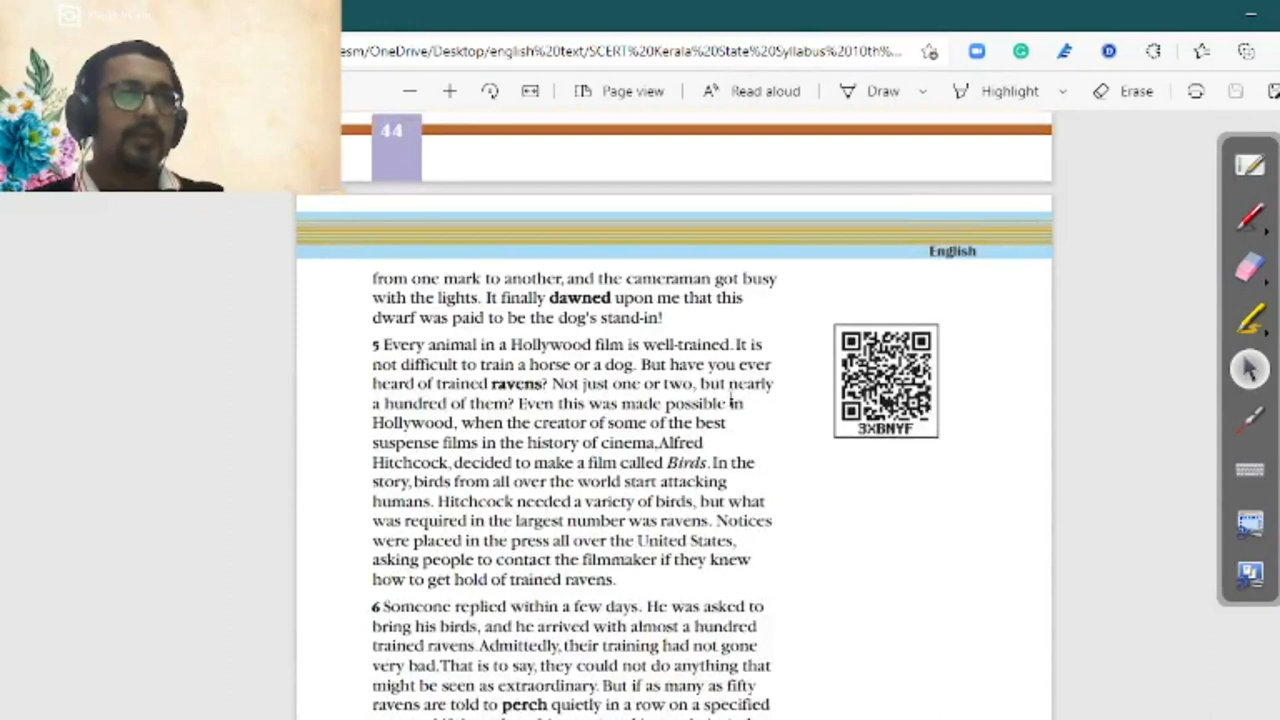 esm/OneDrive/Desktop/english%20text/SCERT%20Kerala%20State%20Syllabus%2010th%...
Page view
Read aloud
Draw
Highlight
Erase
44
English
from one mark to another, and the cameraman got busy
with the lights. It finally dawned upon me that this
dwarf was paid to be the dog's stand-in!
5 Every animal in a Hollywood film is well-trained. It is
not difficult to train a horse or a dog. But have you ever
heard of trained ravens? Not just one or two, but nearly
a hundred of them? Even this was made possible in
Hollywood, when the creator of some of the best
suspense films in the history of cinema, Alfred
Hitchcock, decided to make a film called Birds. In the
story, birds from all over the world start attacking
humans. Hitchcock needed a variety of birds, but what
was required in the largest number was ravens. Notices
were placed in the press all over the United States,
asking people to contact the filmmaker if they knew
how to get hold of trained ravens.
3XBNYF
6 Someone replied within a few days. He was asked to
bring his birds, and he arrived with almost a hundred
trained ravens. Admittedly, their training had not gone
very bad. That is to say, they could not do anything that
might be seen as extraordinary. But if as many as fifty
ravens are told to perch quietly in a row on a specified